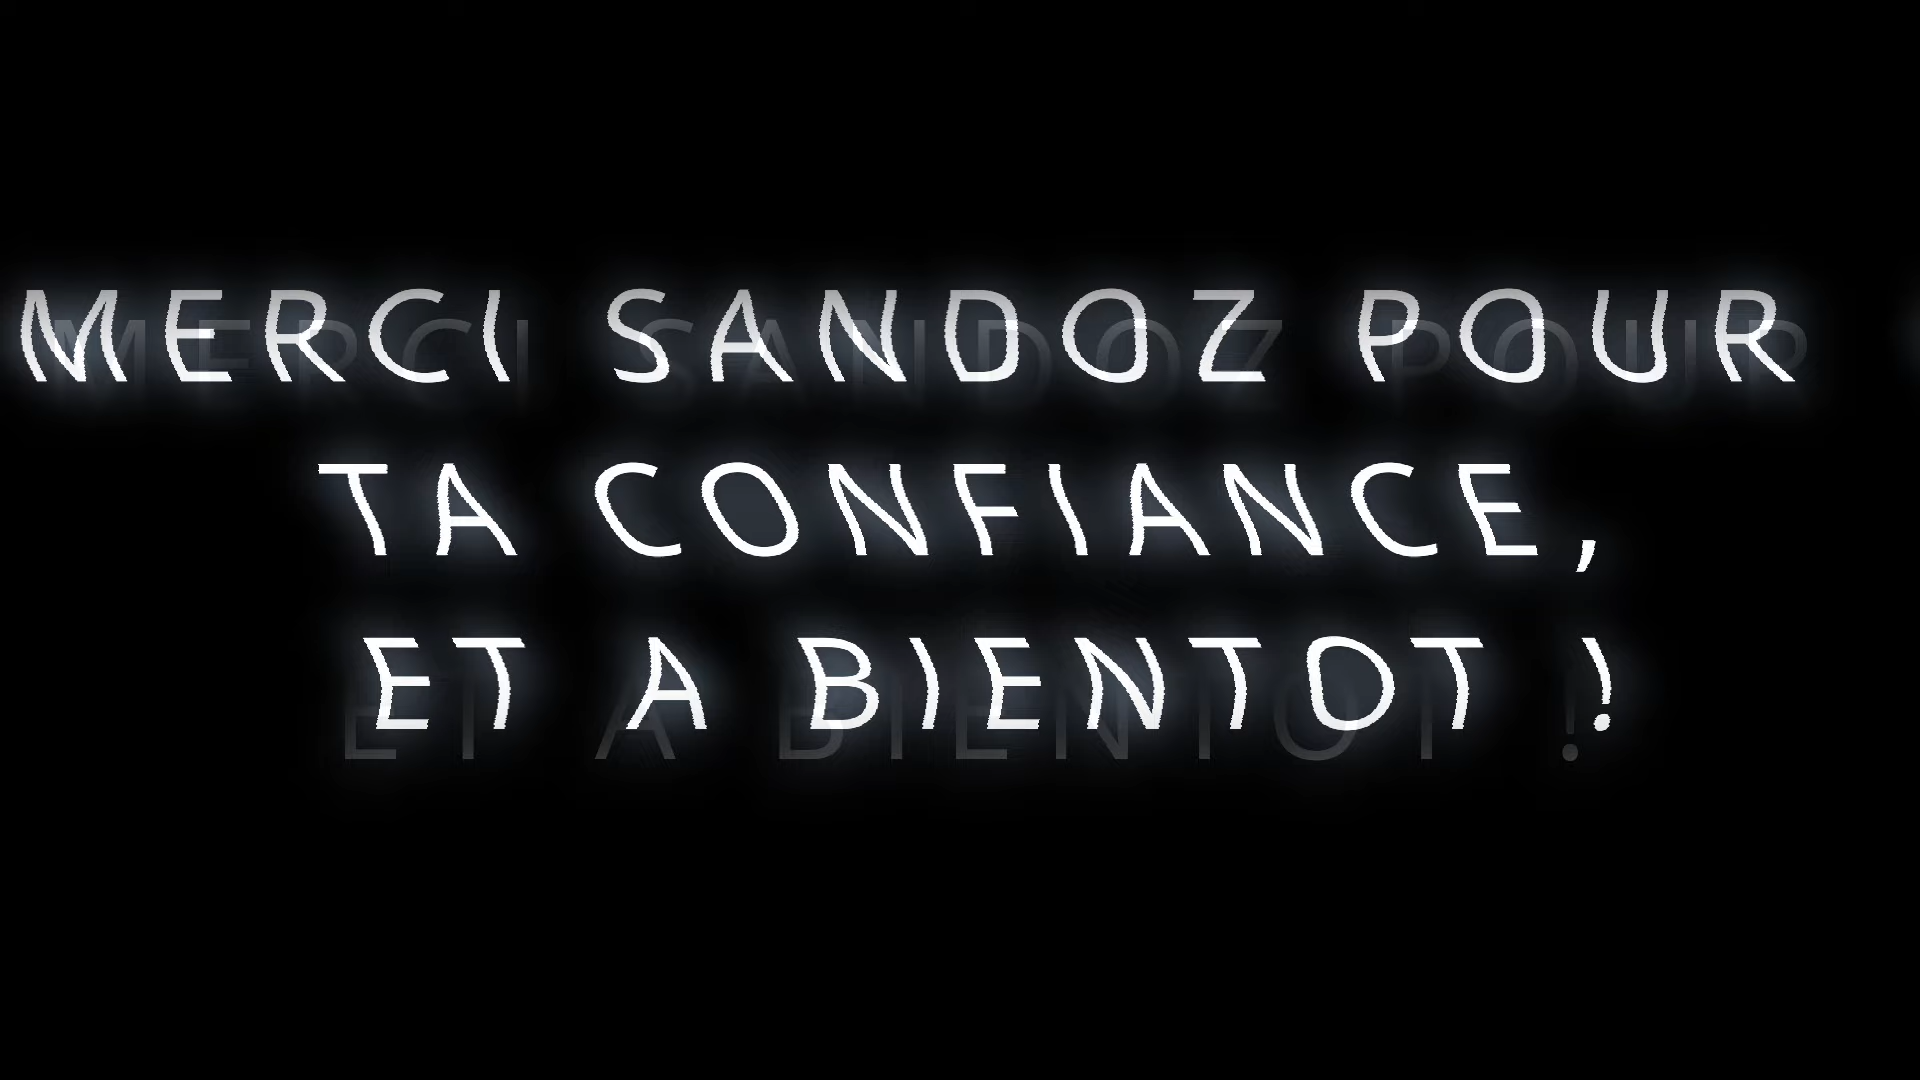 MERCI SANDOZ POUR
TA CONFIANCE,
ET A BIENTOT !